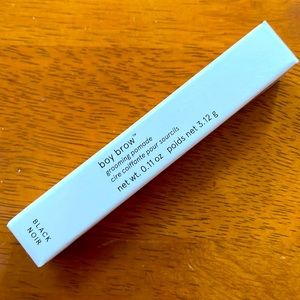 boy brow™
grooming pomade
cire coiffante pour sourcils
net wt. 0.11 oz poids net 3.12 g
BLACK
NOIR